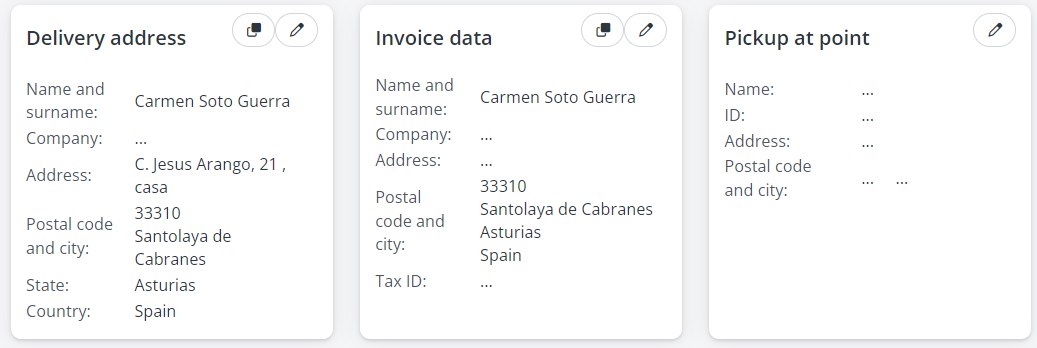 Delivery address
Name and surname: Carmen Soto Guerra
Company: ...
Address: C. Jesus Arango, 21 , casa
Postal code and city: 33310
Santolaya de Cabranes
State: Asturias
Country: Spain
Invoice data
Name and surname: Carmen Soto Guerra
Company: ...
Address: ...
Postal code and city: 33310
Santolaya de Cabranes
Asturias
Spain
Tax ID: ...
Pickup at point
Name: ...
ID: ...
Address: ...
Postal code and city: ... ...